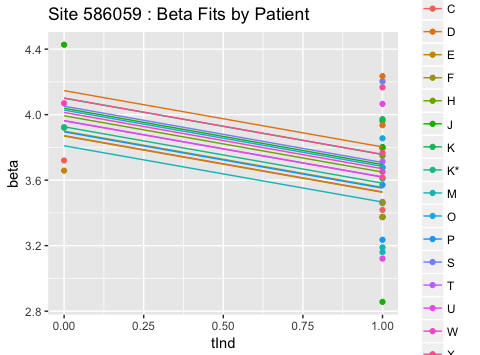 Site 586059 : Beta Fits by Patient
4.4
4.0
3.6
3.2
2.8
beta
0.00
0.25
0.50
0.75
1.00
tInd
C
D
E
F
H
J
K
K*
M
O
P
S
T
U
W